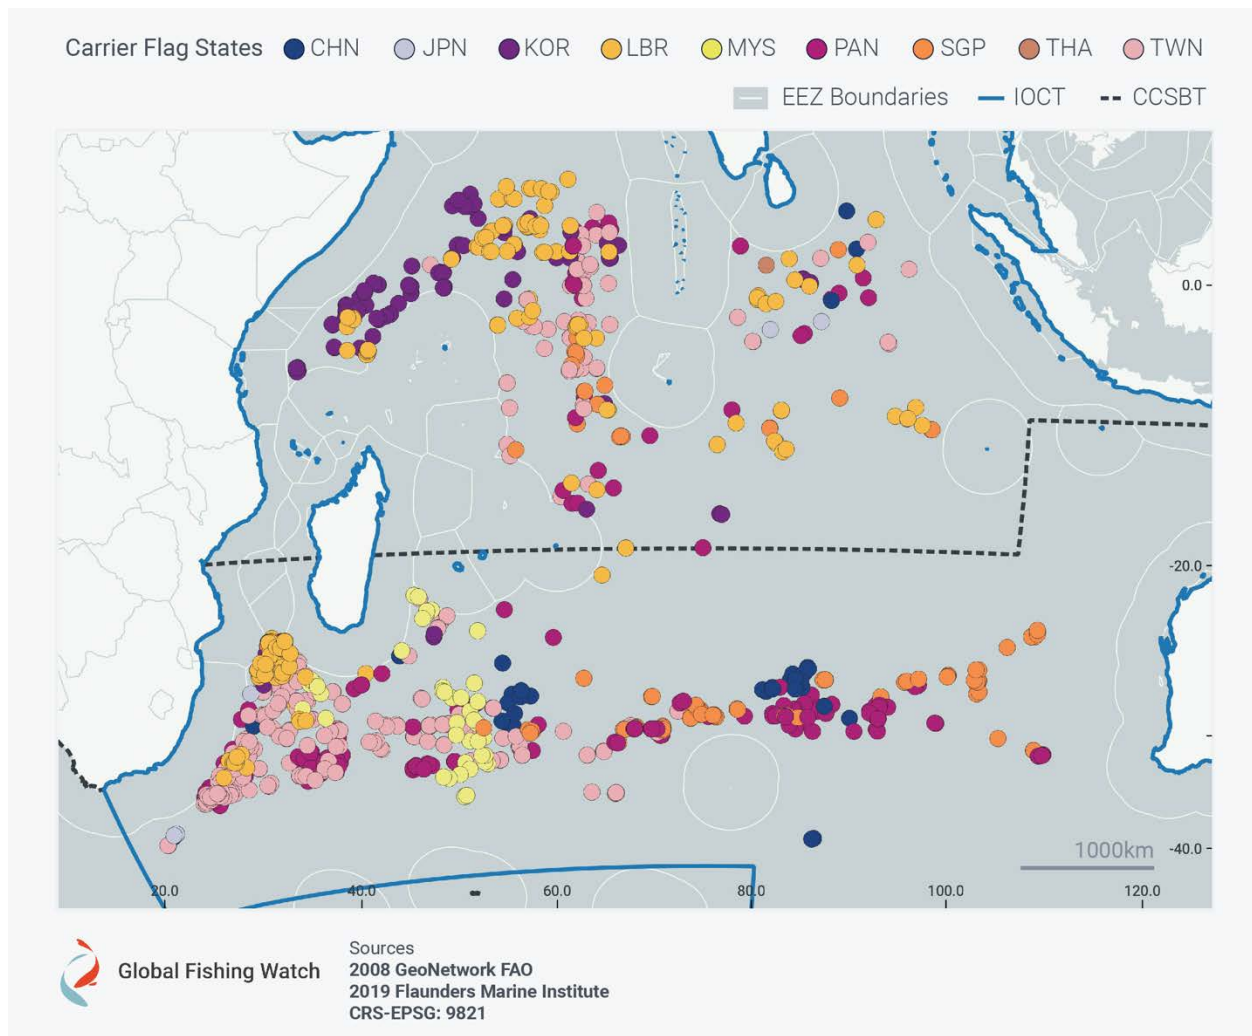 Carrier Flag States CHN JPN KOR LBR MYS PAN SGP THA TWN
EEZ Boundaries IOCT CCSBT
0.0
-20.0
1000km
-40.0
20.0 40.0 60.0 80.0 100.0 120.0
Global Fishing Watch
Sources
2008 GeoNetwork FAO
2019 Flaunders Marine Institute
CRS-EPSG: 9821